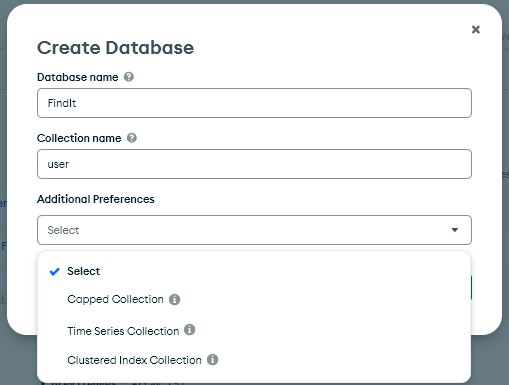 Create Database
Database name
FindIt
Collection name
user
Additional Preferences
Select
Select
Capped Collection
Time Series Collection
Clustered Index Collection